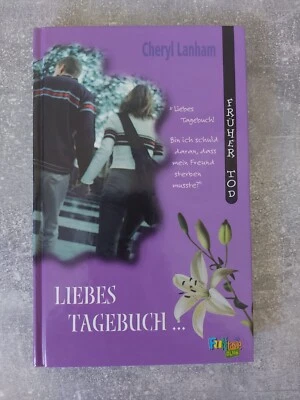 Cheryl Lanham
"Liebes
Tagebuch!
Bin ich schuld
daran, dass
mein Freund
sterben
musste?"
FRÜHER TOD
LIEBES
TAGEBUCH ...